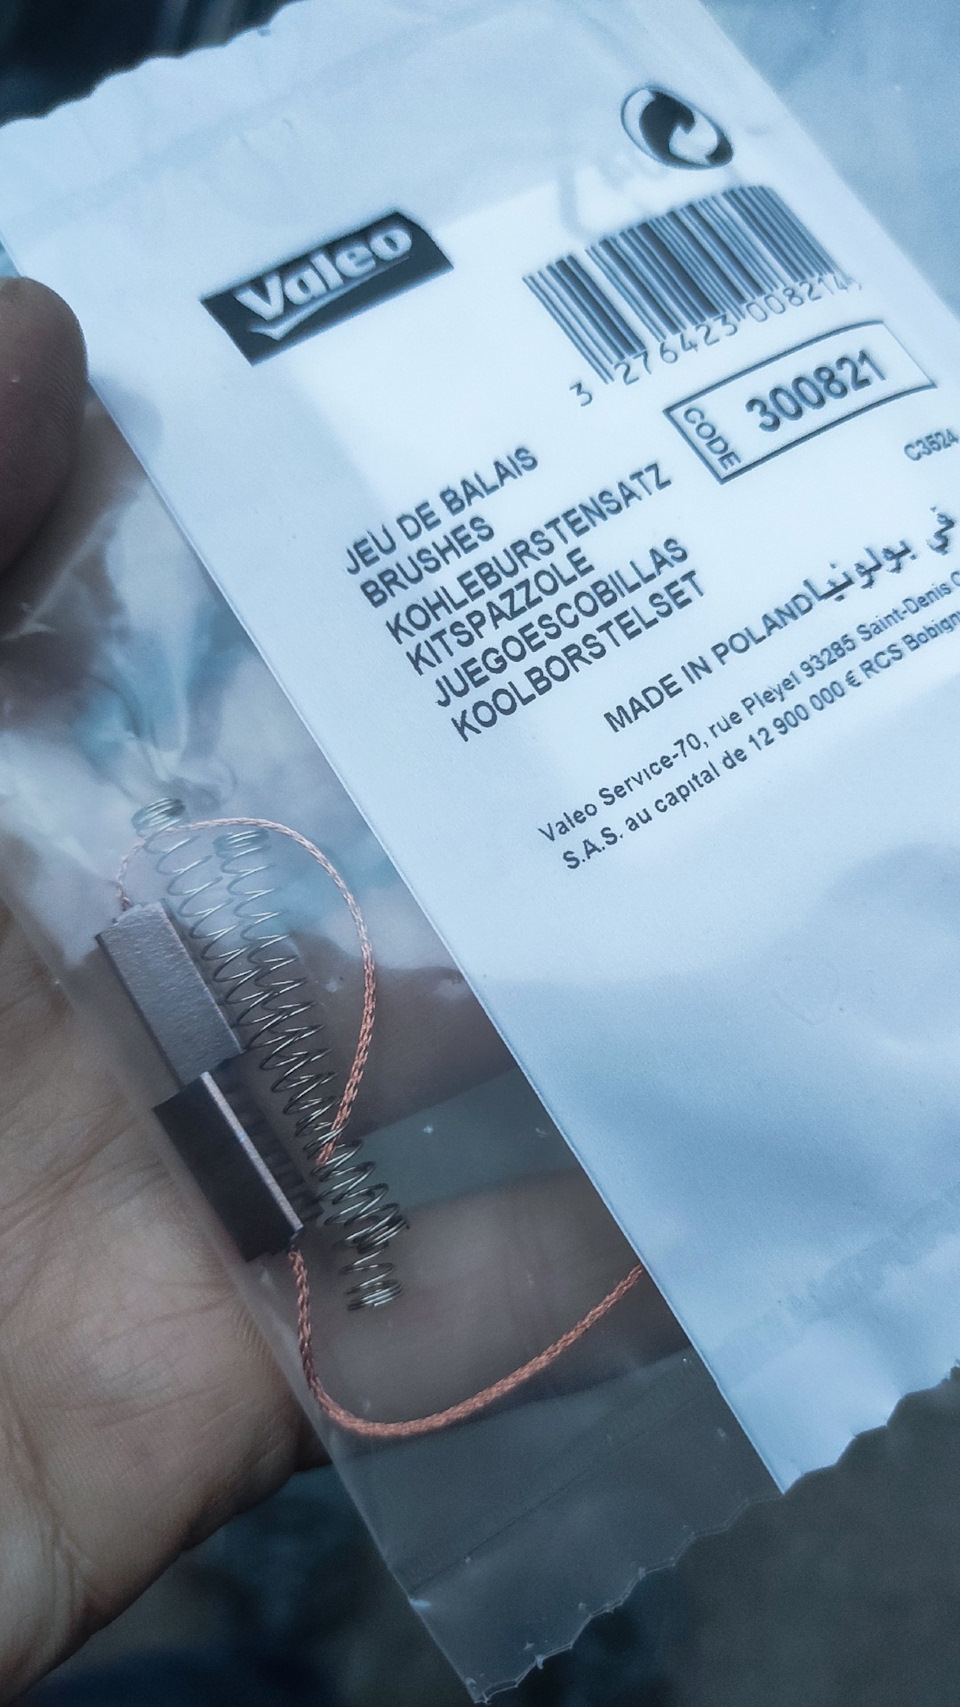 Valeo
3 276423 008214
CODE
300821
C3524
JEU DE BALAIS
BRUSHES
KOHLEBURSTENSATZ
KITSPAZZOLE
JUEGOESCOBILLAS
KOOLBORSTELSET
MADE IN POLAND في بولونيا
Valeo Service-70, rue Pleyel 93285 Saint-Denis
S.A.S. au capital de 12 900 000 € RCS Bobigny